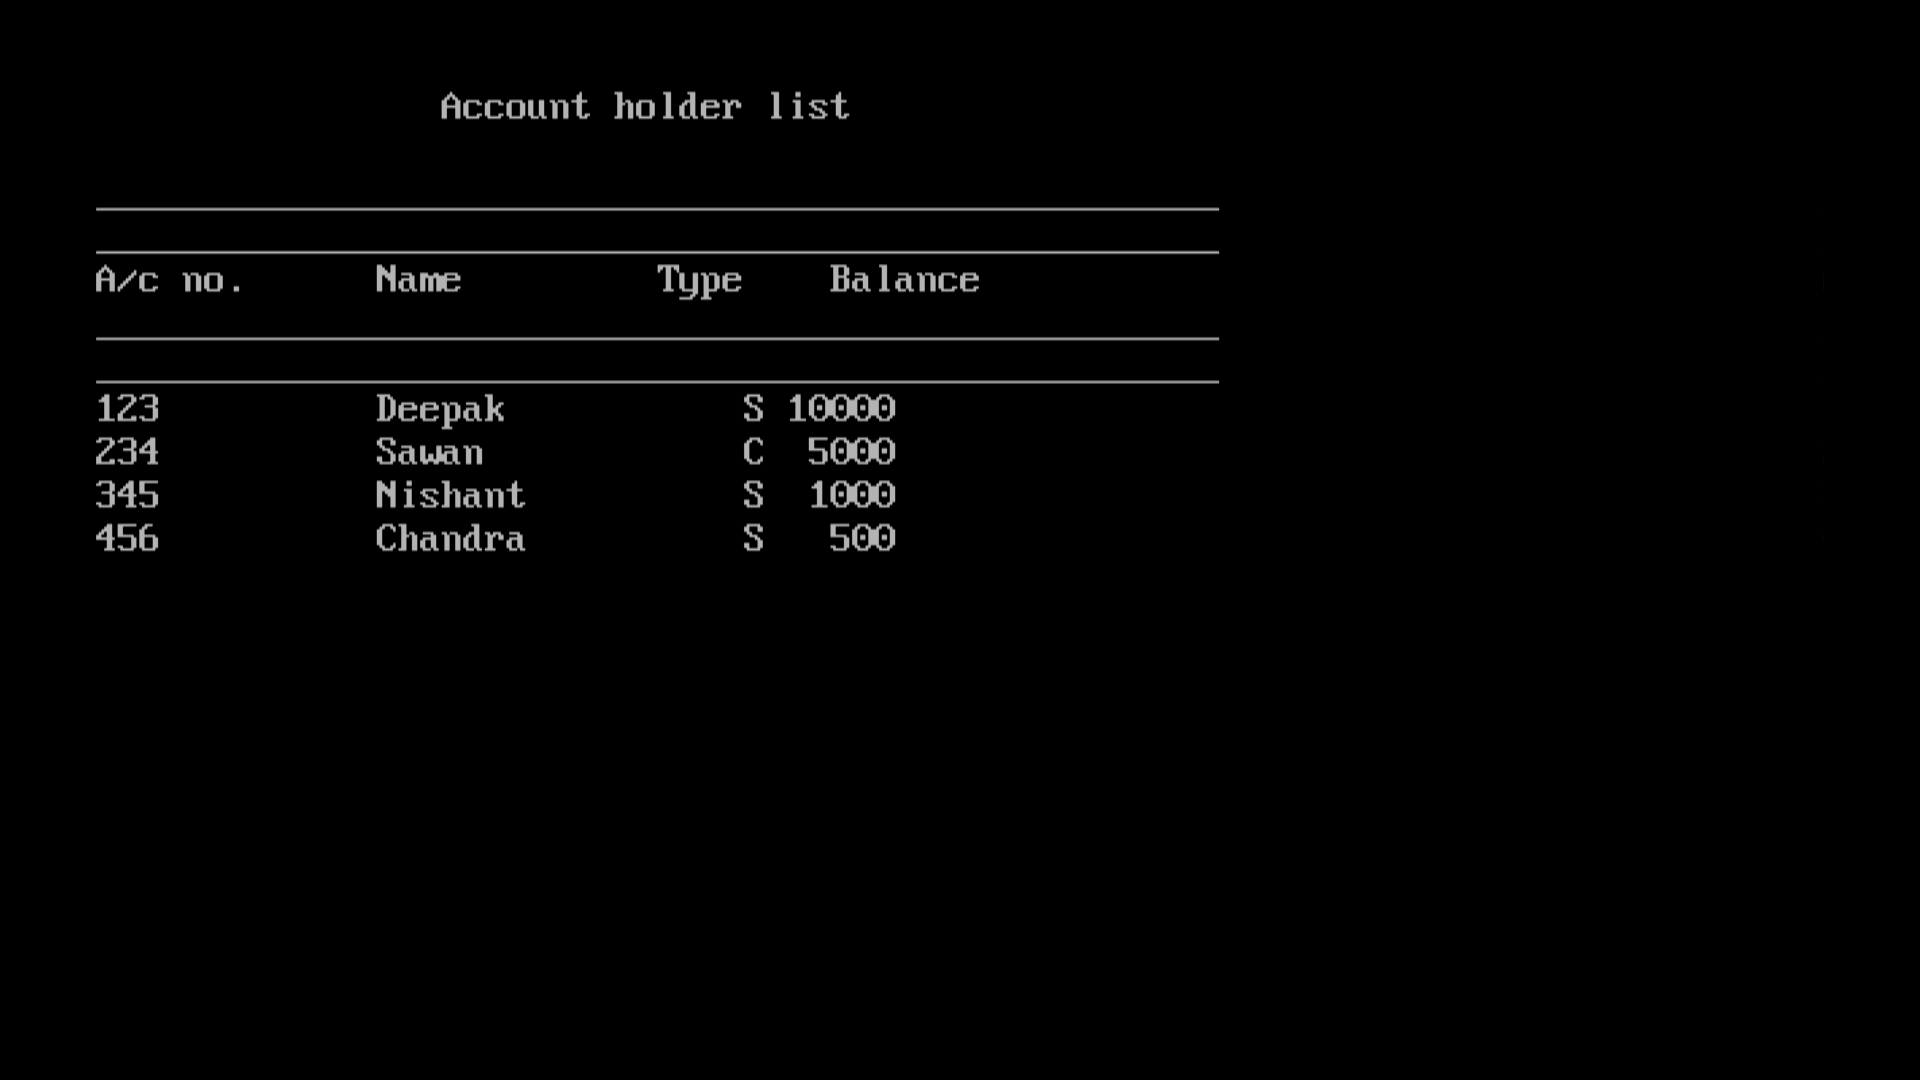 Account holder list
A/c no. Name Type Balance
123 Deepak S 10000
234 Sawan C 5000
345 Nishant S 1000
456 Chandra S 500